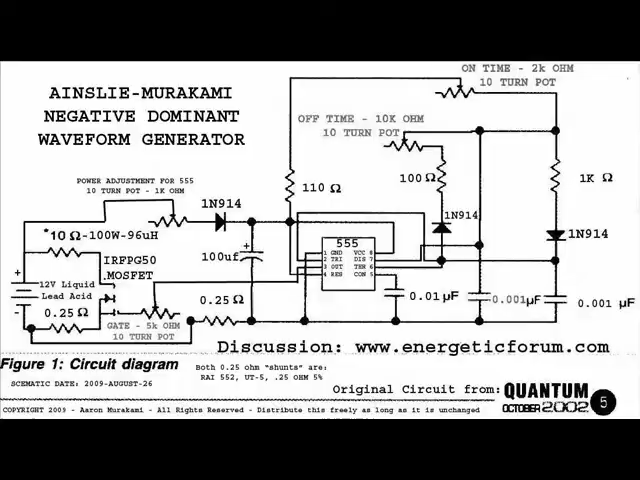 ON TIME - 2k OHM
10 TURN POT
AINSLIE-MURAKAMI
NEGATIVE DOMINANT
WAVEFORM GENERATOR
OFF TIME - 10K OHM
10 TURN POT
POWER ADJUSTMENT FOR 555
10 TURN POT - 1K OHM
110 Ω
100 Ω
1K Ω
1N914
1N914
1N914
*10 Ω-100W-96uH
IRFPG50
MOSFET
+
100uf
555
1 GND VCC 8
2 TRI DIS 7
3 OUT TEH 6
4 RES CON 5
+
12V Liquid
Lead Acid
-
0.25 Ω
0.25 Ω
0.01 µF
0.001µF
0.001 µF
GATE - 5k OHM
10 TURN POT
Discussion: www.energeticforum.com
Figure 1: Circuit diagram
SCEMATIC DATE: 2009-AUGUST-26
Both 0.25 ohm "shunts" are:
RAI 552, UT-5, .25 OHM 5%
Original Circuit from:
QUANTUM
OCTOBER 2002
5
COPYRIGHT 2009 - Aaron Murakami - All Rights Reserved - Distribute this freely as long as it is unchanged